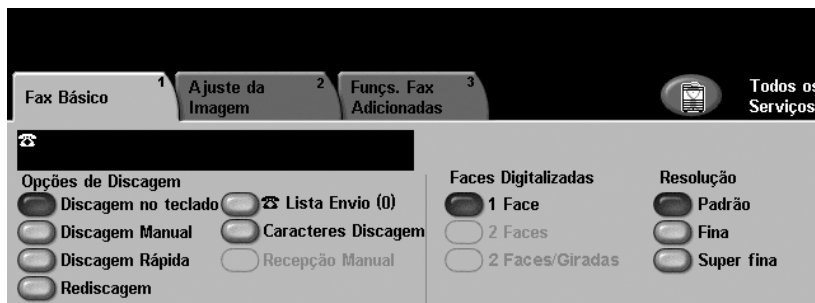 Fax Básico 1
Ajuste da Imagem 2
Funçs. Fax Adicionadas 3
Todos os Serviços
☎
Opções de Discagem
Discagem no teclado
Discagem Manual
Discagem Rápida
Rediscagem
☎ Lista Envio (0)
Caracteres Discagem
Recepção Manual
Faces Digitalizadas
1 Face
2 Faces
2 Faces/Giradas
Resolução
Padrão
Fina
Super fina